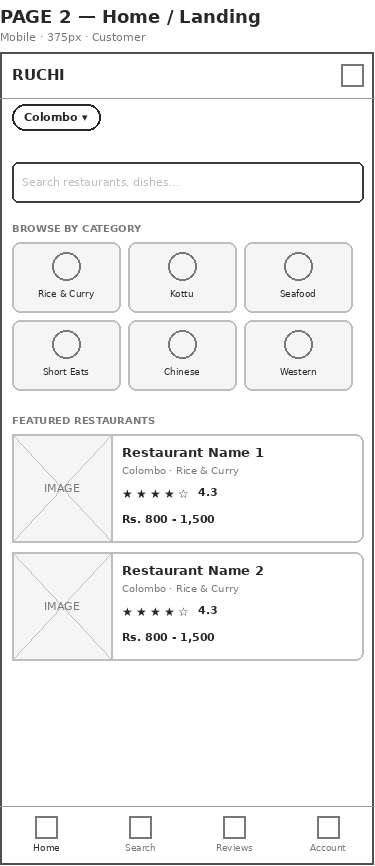 PAGE 2 — Home / Landing
Mobile · 375px · Customer
RUCHI
Colombo ▾
Search restaurants, dishes...
BROWSE BY CATEGORY
Rice & Curry Kottu Seafood
Short Eats Chinese Western
FEATURED RESTAURANTS
IMAGE
Restaurant Name 1
Colombo · Rice & Curry
★ ★ ★ ★ ☆ 4.3
Rs. 800 - 1,500
IMAGE
Restaurant Name 2
Colombo · Rice & Curry
★ ★ ★ ★ ☆ 4.3
Rs. 800 - 1,500
Home Search Reviews Account